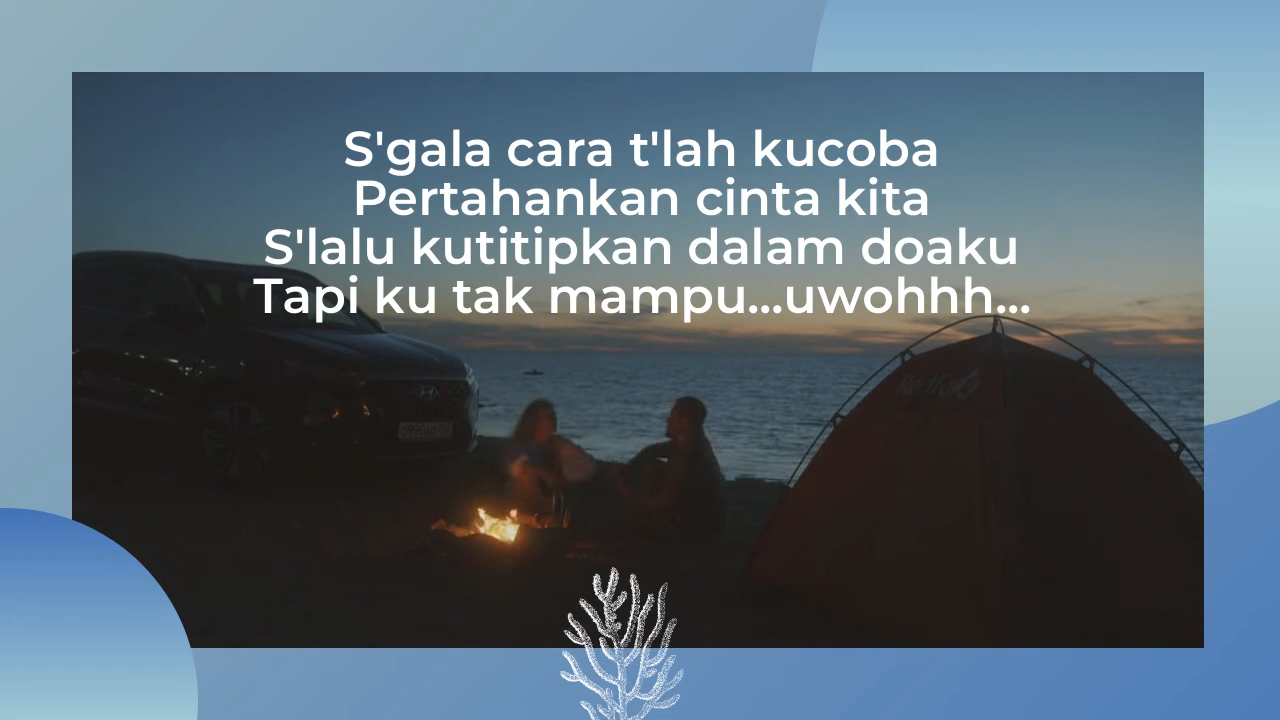 S'gala cara t'lah kucoba
Pertahankan cinta kita
S'lalu kutitipkan dalam doaku
Tapi ku tak mampu...uwohhh...